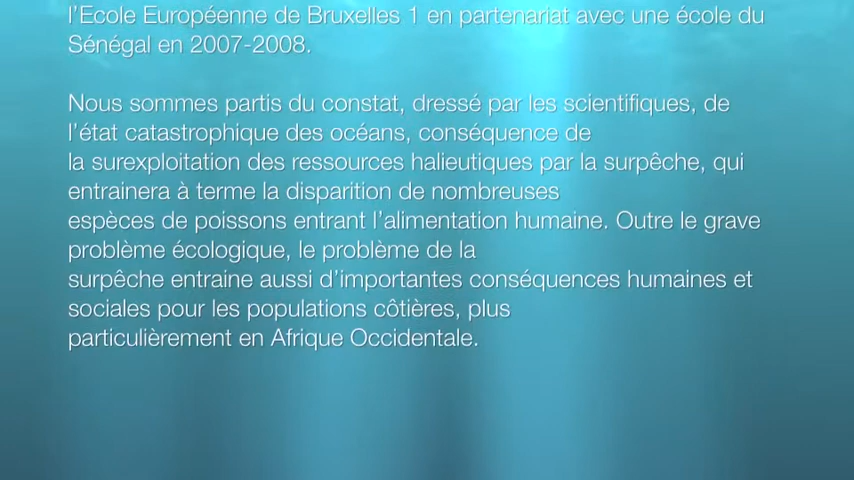 l’Ecole Européenne de Bruxelles 1 en partenariat avec une école du
Sénégal en 2007-2008.
Nous sommes partis du constat, dressé par les scientifiques, de
l’état catastrophique des océans, conséquence de
la surexploitation des ressources halieutiques par la surpêche, qui
entrainera à terme la disparition de nombreuses
espèces de poissons entrant l’alimentation humaine. Outre le grave
problème écologique, le problème de la
surpêche entraine aussi d’importantes conséquences humaines et
sociales pour les populations côtières, plus
particulièrement en Afrique Occidentale.